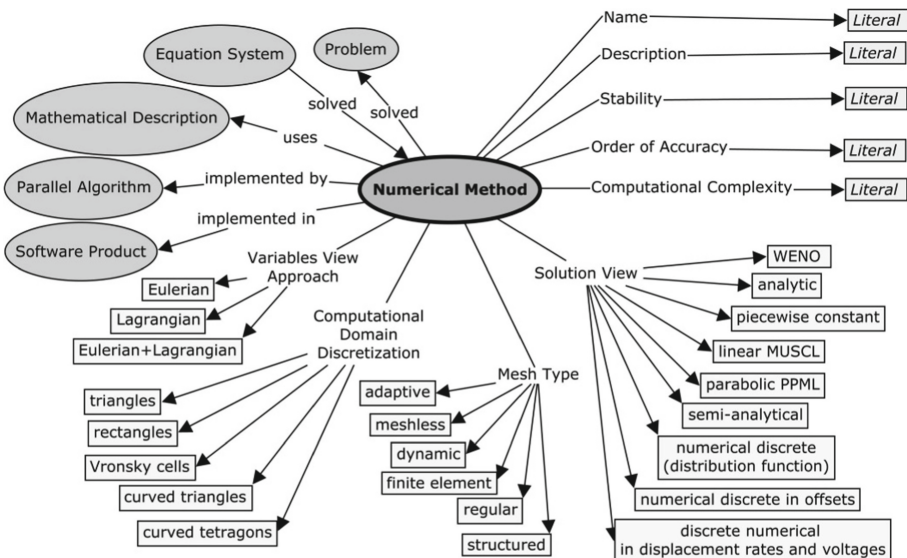 Name
Literal
Equation System
Problem
Description
Literal
solved
solved
Stability
Literal
Mathematical Description
uses
Order of Accuracy
Literal
Parallel Algorithm
implemented by
Numerical Method
Computational Complexity
Literal
implemented in
Software Product
Variables View
Approach
Eulerian
Lagrangian
Eulerian+Lagrangian
Computational
Domain
Discretization
triangles
rectangles
Vronsky cells
curved triangles
curved tetragons
Mesh Type
adaptive
meshless
dynamic
finite element
regular
structured
Solution View
WENO
analytic
piecewise constant
linear MUSCL
parabolic PPML
semi-analytical
numerical discrete
(distribution function)
numerical discrete in offsets
discrete numerical
in displacement rates and voltages